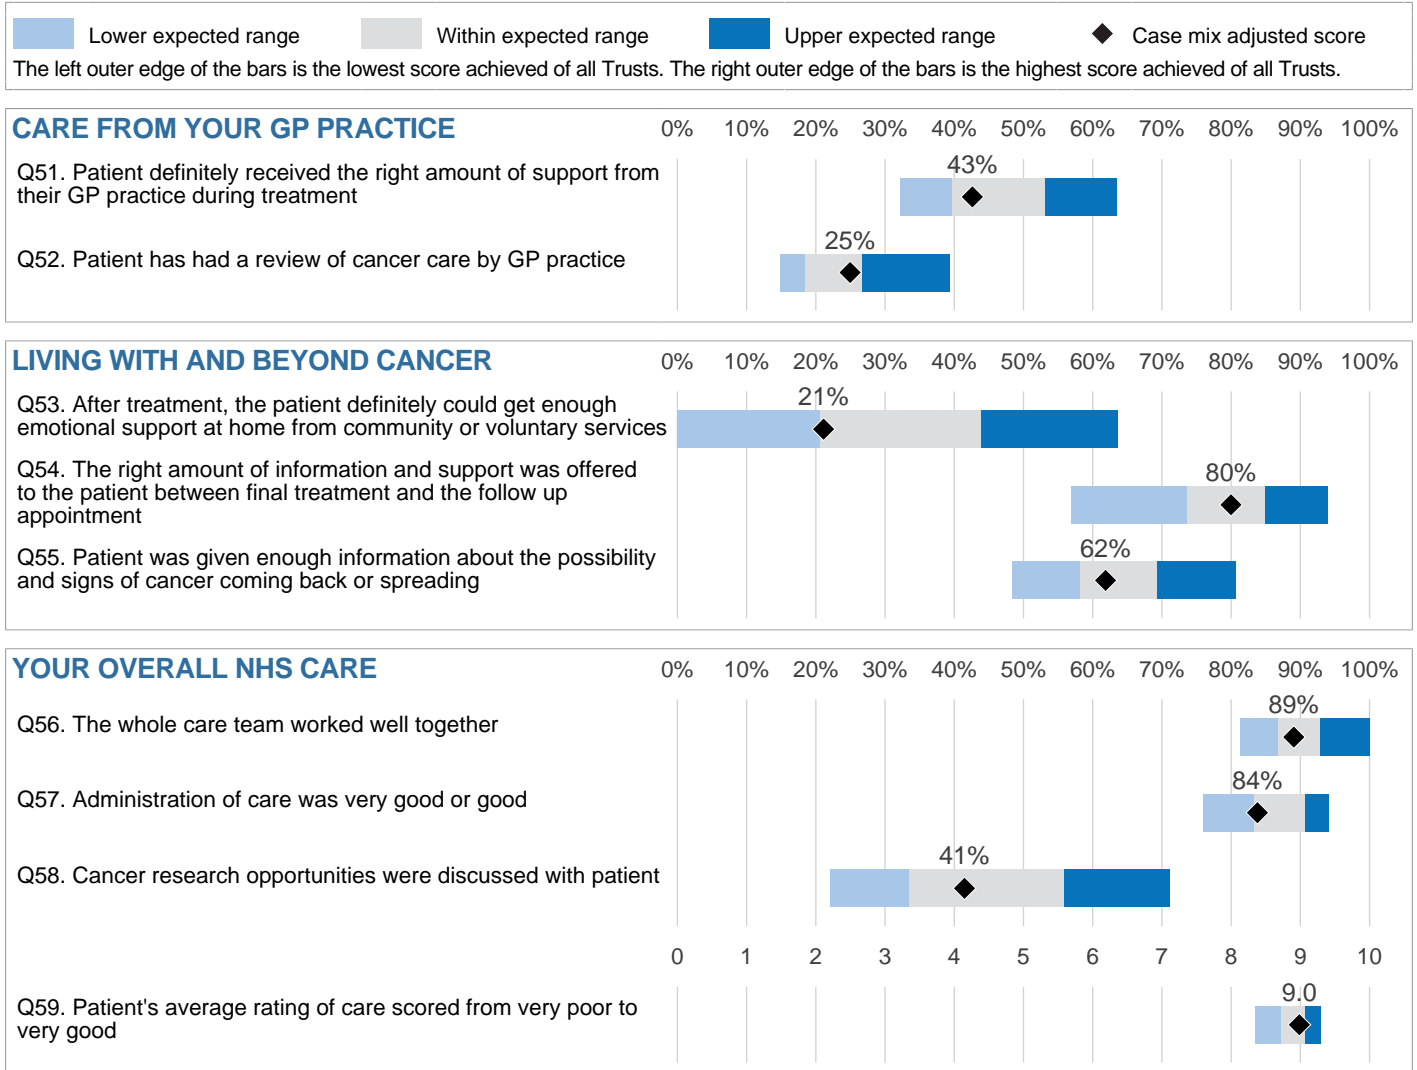 Lower expected range Within expected range Upper expected range Case mix adjusted score
The left outer edge of the bars is the lowest score achieved of all Trusts. The right outer edge of the bars is the highest score achieved of all Trusts.
CARE FROM YOUR GP PRACTICE 0% 10% 20% 30% 40% 50% 60% 70% 80% 90% 100%
43%
Q51. Patient definitely received the right amount of support from
their GP practice during treatment
25%
Q52. Patient has had a review of cancer care by GP practice
LIVING WITH AND BEYOND CANCER 0% 10% 20% 30% 40% 50% 60% 70% 80% 90% 100%
21%
Q53. After treatment, the patient definitely could get enough
emotional support at home from community or voluntary services
Q54. The right amount of information and support was offered
80%
to the patient between final treatment and the follow up
appointment
62%
Q55. Patient was given enough information about the possibility
and signs of cancer coming back or spreading
YOUR OVERALL NHS CARE 0% 10% 20% 30% 40% 50% 60% 70% 80% 90% 100%
89%
Q56. The whole care team worked well together
84%
Q57. Administration of care was very good or good
41%
Q58. Cancer research opportunities were discussed with patient
0 1 2 3 4 5 6 7 8 9 10
9.0
Q59. Patient's average rating of care scored from very poor to
very good